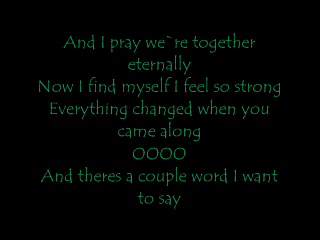 And I pray we`re together
eternally
Now I find myself I feel so strong
Everything changed when you
came along
OOOO
And theres a couple word I want
to say